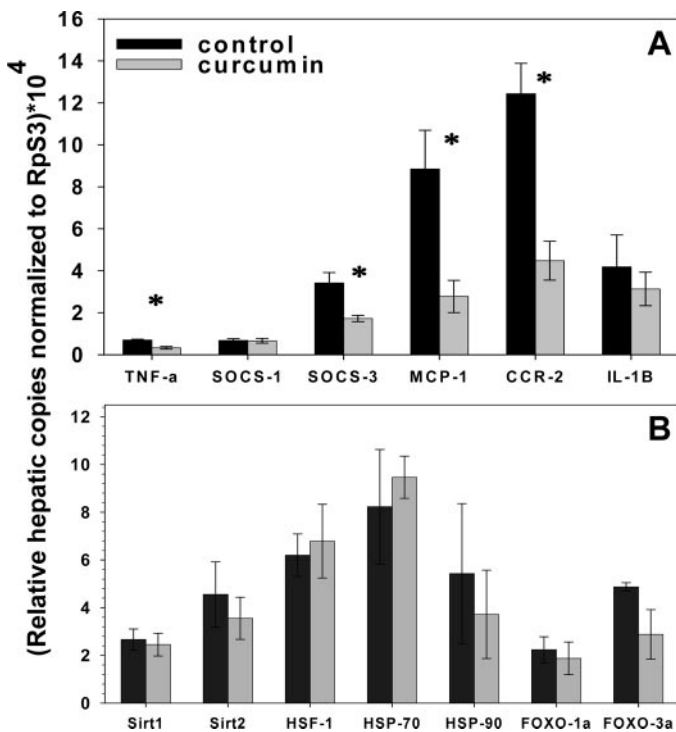 (Relative hepatic copies normalized to RpS3)*10^4
A
control
curcumin
16
14
12
10
8
6
4
2
0
*
*
*
*
TNF-a SOCS-1 SOCS-3 MCP-1 CCR-2 IL-1B
B
12
10
8
6
4
2
0
Sirt1 Sirt2 HSF-1 HSP-70 HSP-90 FOXO-1a FOXO-3a